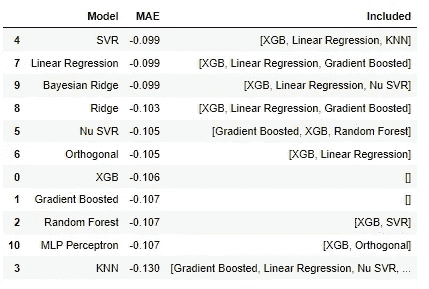 Model MAE Included
4 SVR -0.099 [XGB, Linear Regression, KNN]
7 Linear Regression -0.099 [XGB, Linear Regression, Gradient Boosted]
9 Bayesian Ridge -0.099 [XGB, Linear Regression, Nu SVR]
8 Ridge -0.103 [XGB, Linear Regression, Gradient Boosted]
5 Nu SVR -0.105 [Gradient Boosted, XGB, Random Forest]
6 Orthogonal -0.105 [XGB, Linear Regression]
0 XGB -0.106 []
1 Gradient Boosted -0.107 []
2 Random Forest -0.107 [XGB, SVR]
10 MLP Perceptron -0.107 [XGB, Orthogonal]
3 KNN -0.130 [Gradient Boosted, Linear Regression, Nu SVR, ...